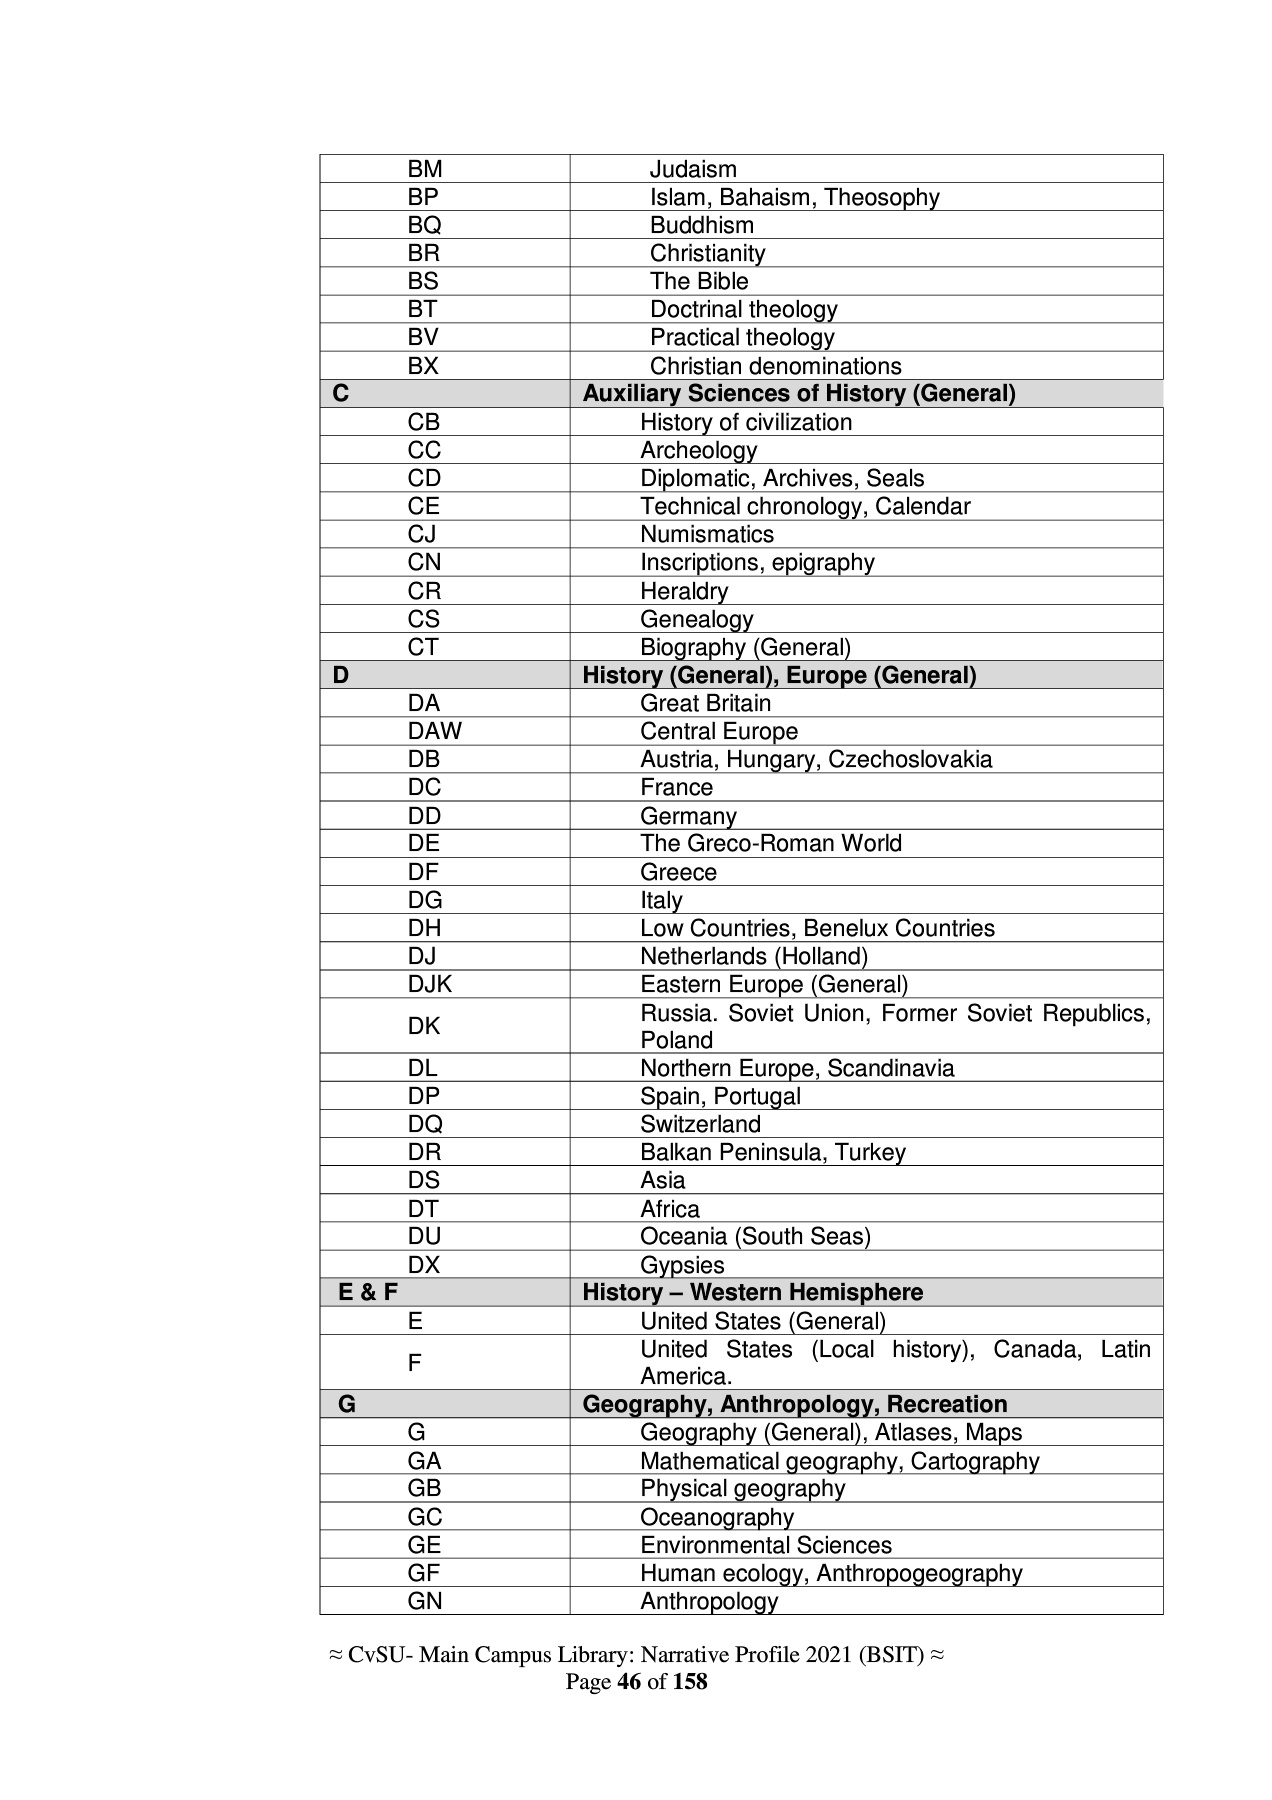 BM Judaism
BP Islam, Bahaism, Theosophy
BQ Buddhism
BR Christianity
BS The Bible
BT Doctrinal theology
BV Practical theology
BX Christian denominations
C Auxiliary Sciences of History (General)
CB History of civilization
CC Archeology
CD Diplomatic, Archives, Seals
CE Technical chronology, Calendar
CJ Numismatics
CN Inscriptions, epigraphy
CR Heraldry
CS Genealogy
CT Biography (General)
D History (General), Europe (General)
DA Great Britain
DAW Central Europe
DB Austria, Hungary, Czechoslovakia
DC France
DD Germany
DE The Greco-Roman World
DF Greece
DG Italy
DH Low Countries, Benelux Countries
DJ Netherlands (Holland)
DJK Eastern Europe (General)
DK Russia. Soviet Union, Former Soviet Republics,
Poland
DL Northern Europe, Scandinavia
DP Spain, Portugal
DQ Switzerland
DR Balkan Peninsula, Turkey
DS Asia
DT Africa
DU Oceania (South Seas)
DX Gypsies
E & F History – Western Hemisphere
E United States (General)
F United States (Local history), Canada, Latin
America.
G Geography, Anthropology, Recreation
G Geography (General), Atlases, Maps
GA Mathematical geography, Cartography
GB Physical geography
GC Oceanography
GE Environmental Sciences
GF Human ecology, Anthropogeography
GN Anthropology
≈ CvSU- Main Campus Library: Narrative Profile 2021 (BSIT) ≈
Page 46 of 158